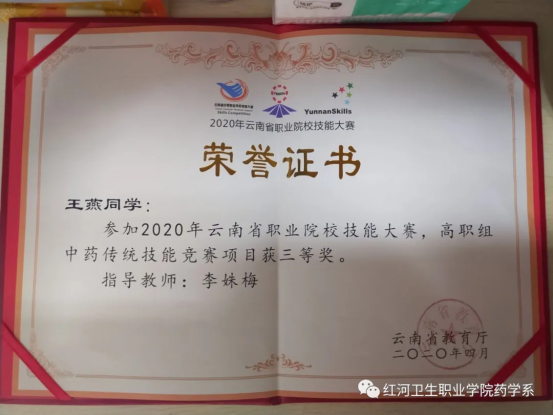 YunnanSkills
2020年云南省职业院校技能大赛
荣誉证书
王燕同学：
参加2020年云南省职业院校技能大赛，高职组
中药传统技能竞赛项目获三等奖。
指导教师：李姝梅
云南省教育厅
二〇二〇年四月
红河卫生职业学院药学系